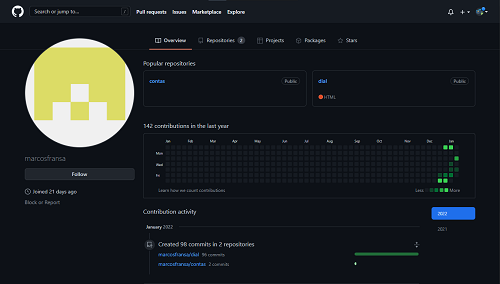 Search or jump to...
/
Pull requests Issues Marketplace Explore
Overview Repositories 2 Projects Packages Stars
Popular repositories
contas Public
dial Public
HTML
142 contributions in the last year
Jan Feb Mar Apr May Jun Jul Aug Sep Oct Nov Dec Jan
Mon
Wed
Fri
Learn how we count contributions
Less More
marcosfransa
Follow
Joined 21 days ago
Block or Report
Contribution activity
2022
2021
January 2022
Created 98 commits in 2 repositories
marcosfransa/dial 96 commits
marcosfransa/contas 2 commits